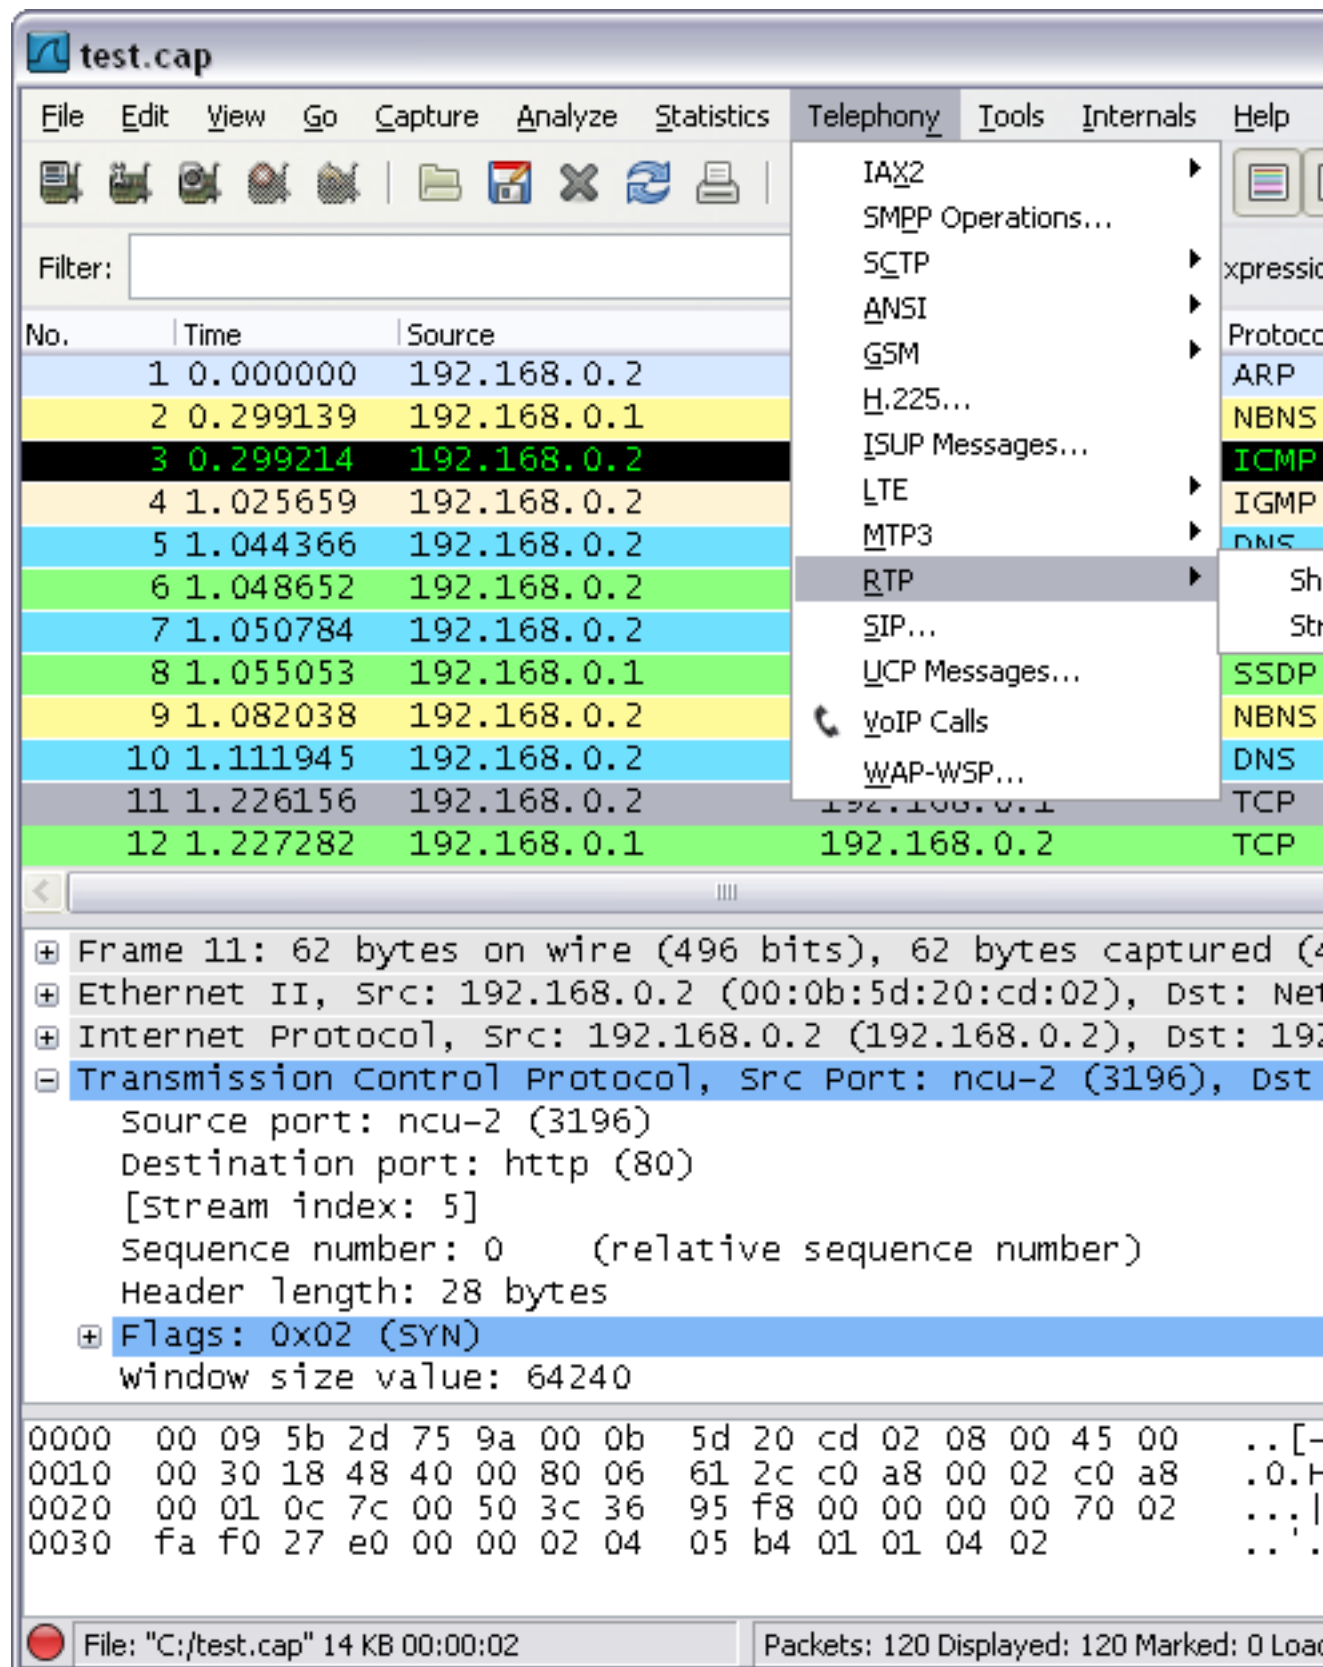 test.cap
File Edit View Go Capture Analyze Statistics Telephony Tools Internals Help
IAX2
SMPP Operations...
SCTP
ANSI
GSM
H.225...
ISUP Messages...
LTE
MTP3
RTP
SIP...
UCP Messages...
VoIP Calls
WAP-WSP...
Filter:
No. Time Source
1 0.000000 192.168.0.2 ARP
2 0.299139 192.168.0.1 NBNS
3 0.299214 192.168.0.2 ICMP
4 1.025659 192.168.0.2 IGMP
5 1.044366 192.168.0.2 DNS
6 1.048652 192.168.0.2
7 1.050784 192.168.0.2
8 1.055053 192.168.0.1 SSDP
9 1.082038 192.168.0.2 NBNS
10 1.111945 192.168.0.2 DNS
11 1.226156 192.168.0.2 192.168.0.1 TCP
12 1.227282 192.168.0.1 192.168.0.2 TCP
Frame 11: 62 bytes on wire (496 bits), 62 bytes captured (4
Ethernet II, Src: 192.168.0.2 (00:0b:5d:20:cd:02), Dst: Net
Internet Protocol, Src: 192.168.0.2 (192.168.0.2), Dst: 192
Transmission Control Protocol, Src Port: ncu-2 (3196), Dst
Source port: ncu-2 (3196)
Destination port: http (80)
[Stream index: 5]
Sequence number: 0 (relative sequence number)
Header length: 28 bytes
Flags: 0x02 (SYN)
Window size value: 64240
0000 00 09 5b 2d 75 9a 00 0b 5d 20 cd 02 08 00 45 00 ..[-
0010 00 30 18 48 40 00 80 06 61 2c c0 a8 00 02 c0 a8 .0.H
0020 00 01 0c 7c 00 50 3c 36 95 f8 00 00 00 00 70 02 ...|
0030 fa f0 27 e0 00 00 02 04 05 b4 01 01 04 02 ..'.
File: "C:/test.cap" 14 KB 00:00:02
Packets: 120 Displayed: 120 Marked: 0